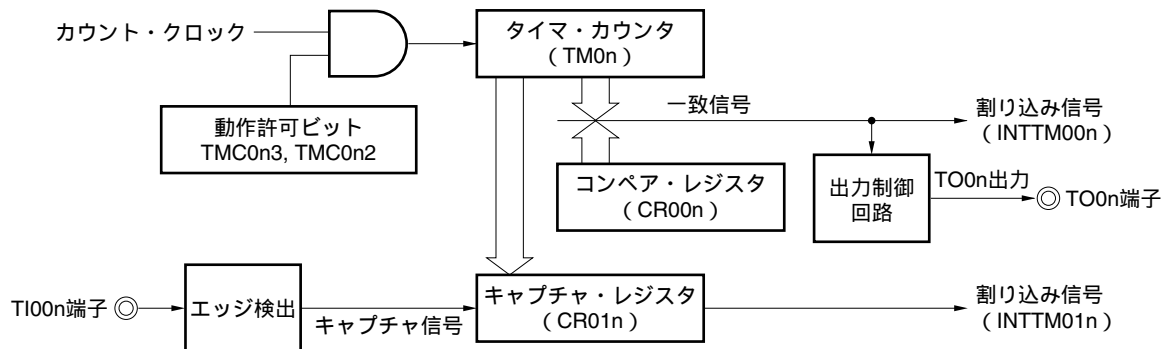 カウント・クロック
タイマ・カウンタ
(TM0n)
動作許可ビット
TMC0n3, TMC0n2
一致信号
割り込み信号
(INTTM00n)
コンペア・レジスタ
(CR00n)
出力制御
回路
TO0n出力
TO0n端子
TI00n端子
エッジ検出
キャプチャ信号
キャプチャ・レジスタ
(CR01n)
割り込み信号
(INTTM01n)